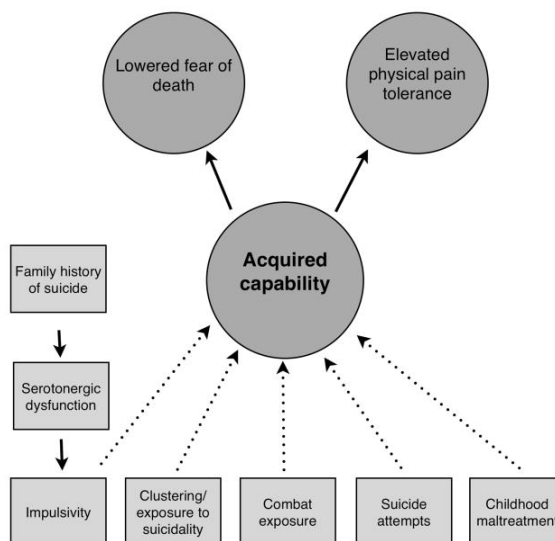 Lowered fear of
death
Elevated
physical pain
tolerance
Acquired
capability
Family history
of suicide
Serotonergic
dysfunction
Impulsivity
Clustering/
exposure to
suicidality
Combat
exposure
Suicide
attempts
Childhood
maltreatment